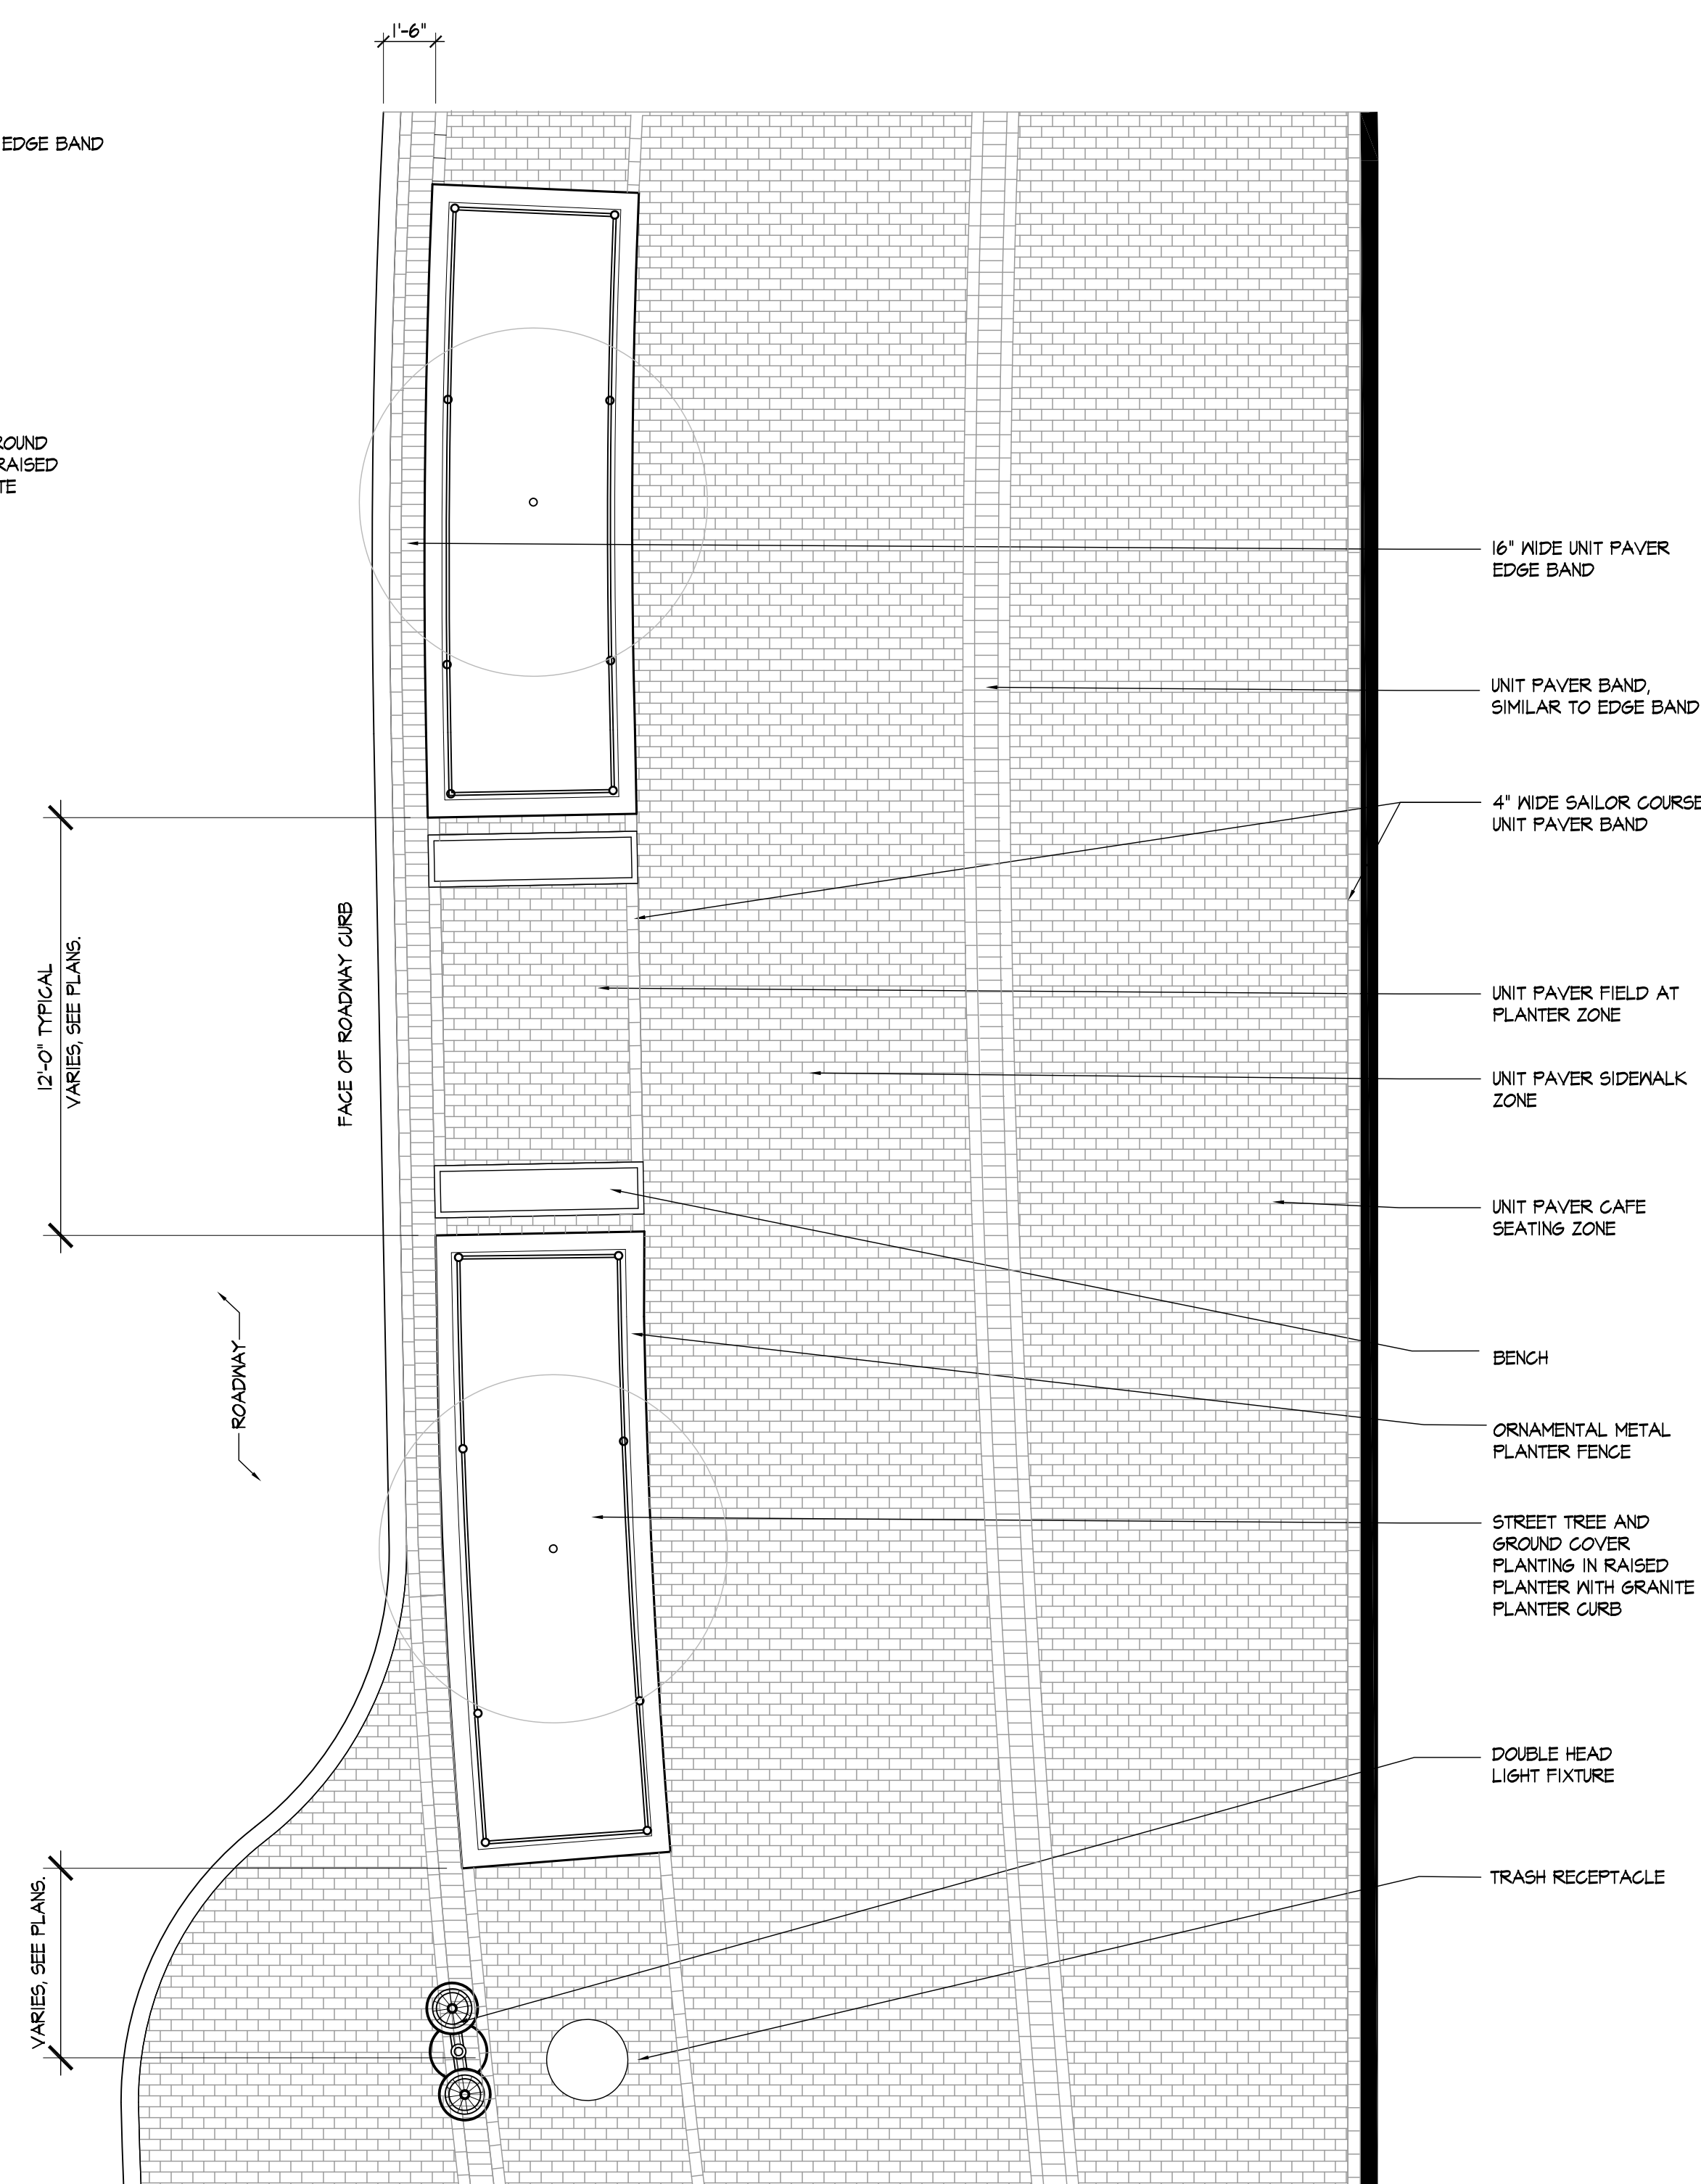 1'-6"
EDGE BAND
ROUND
RAISED
TE
16" WIDE UNIT PAVER
EDGE BAND
UNIT PAVER BAND,
SIMILAR TO EDGE BAND
4" WIDE SAILOR COURSE
UNIT PAVER BAND
12'-0" TYPICAL
VARIES, SEE PLANS.
FACE OF ROADWAY CURB
UNIT PAVER FIELD AT
PLANTER ZONE
UNIT PAVER SIDEWALK
ZONE
UNIT PAVER CAFE
SEATING ZONE
ROADWAY
BENCH
ORNAMENTAL METAL
PLANTER FENCE
STREET TREE AND
GROUND COVER
PLANTING IN RAISED
PLANTER WITH GRANITE
PLANTER CURB
DOUBLE HEAD
LIGHT FIXTURE
TRASH RECEPTACLE
VARIES, SEE PLANS.